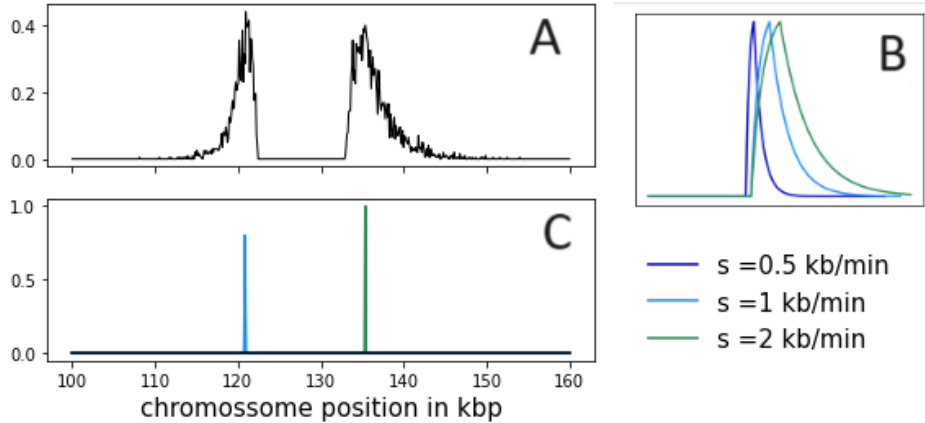 A
0.4
0.2
0.0
B
C
1.0
0.5
0.0
100 110 120 130 140 150 160
chromossome position in kbp
s =0.5 kb/min
s =1 kb/min
s =2 kb/min